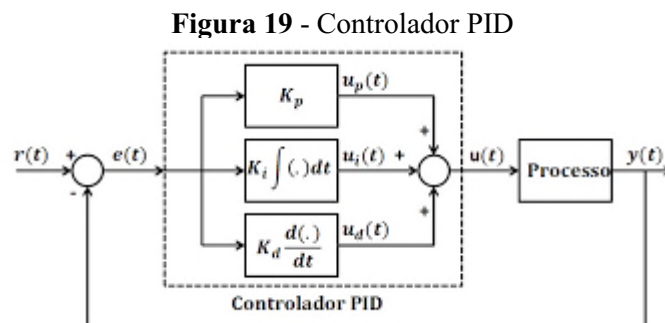 Figura 19 - Controlador PID
K_p
u_p(t)
+
r(t) + e(t)
K_i ∫(.)dt
u_i(t) +
u(t)
Processo
y(t)
-
K_d d(.)/dt
u_d(t)
+
Controlador PID